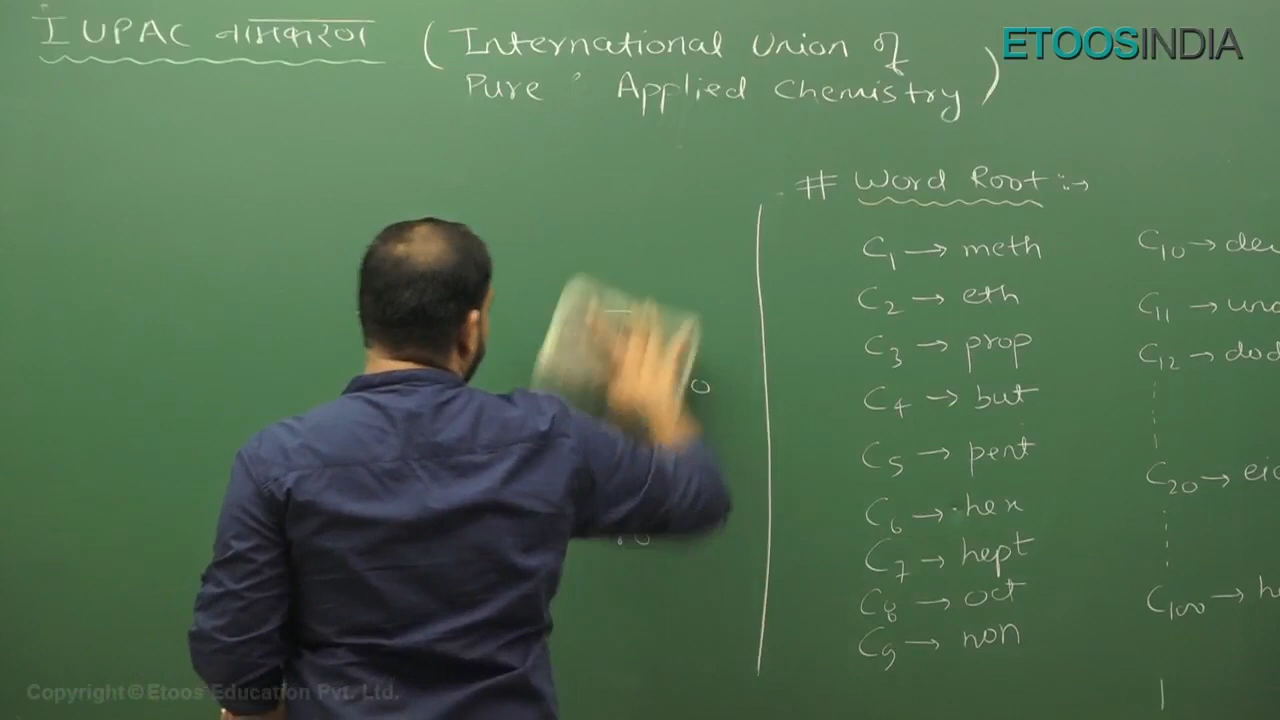 IUPAC नामकरण (International Union of
Pure & Applied Chemistry)
ETOOSINDIA
# Word Root :→
C1 → meth
C2 → eth
C3 → prop
C4 → but
C5 → pent
C6 → hex
C7 → hept
C8 → oct
C9 → non
C10 → de
C11 → un
C12 → dod
C20 → ei
C100 → h
Copyright © Etoos Education Pvt. Ltd.